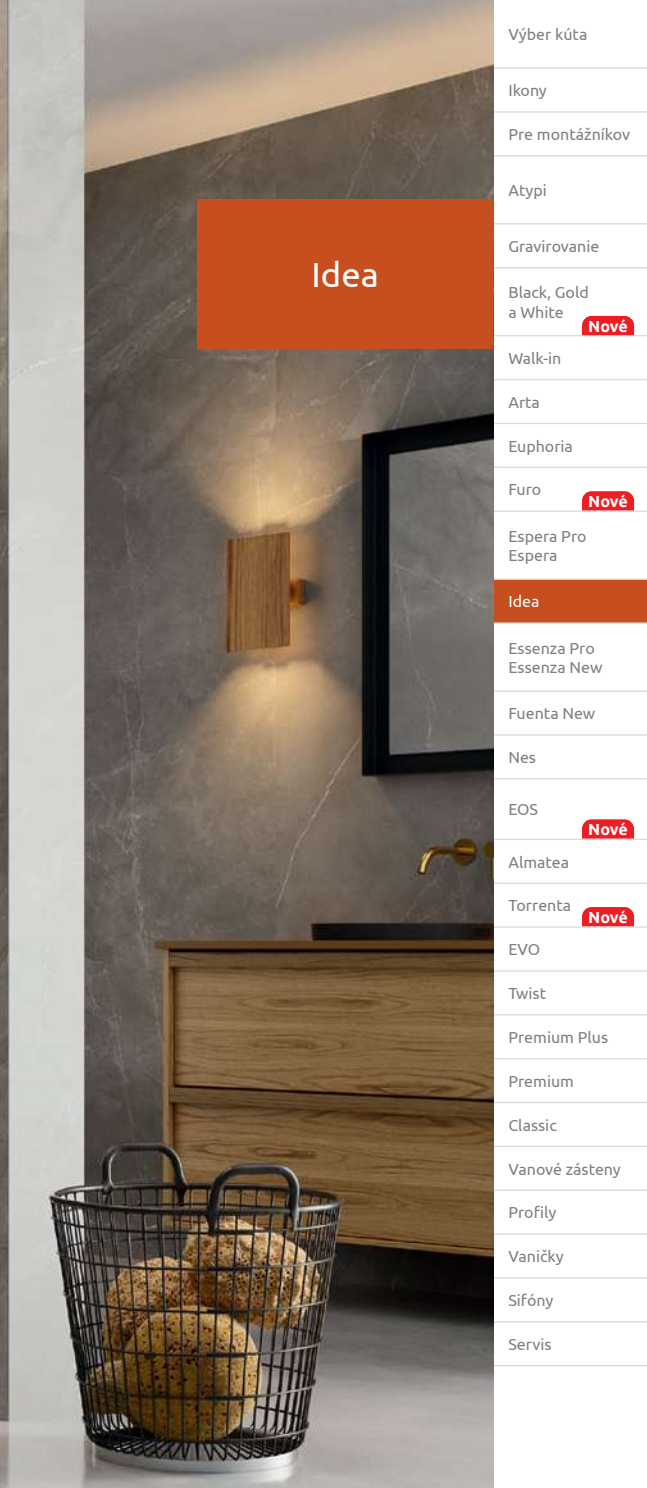 Idea
Výber kúta
Ikony
Pre montážníkov
Atypi
Gravirovanie
Black, Gold
a White
Nové
Walk-in
Arta
Euphoria
Furo
Nové
Espera Pro
Espera
Idea
Essenza Pro
Essenza New
Fuenta New
Nes
EOS
Nové
Almatea
Torrenta
Nové
EVO
Twist
Premium Plus
Premium
Classic
Vanové zásteny
Profily
Vaničky
Sifóny
Servis